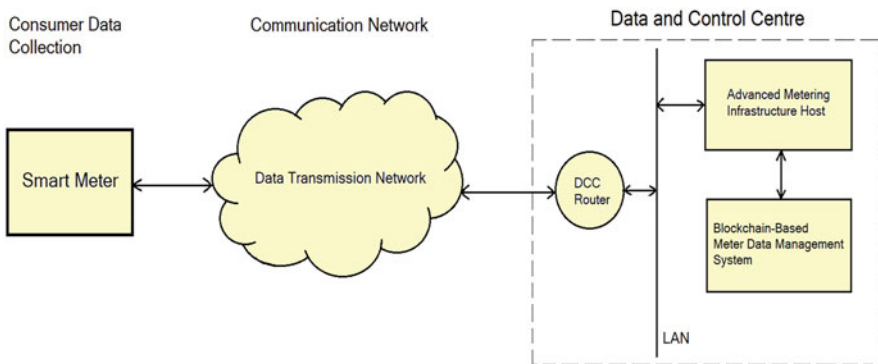 Consumer Data
Collection
Communication Network
Data and Control Centre
Smart Meter
Data Transmission Network
DCC
Router
Advanced Metering
Infrastructure Host
Blockchain-Based
Meter Data Management
System
LAN